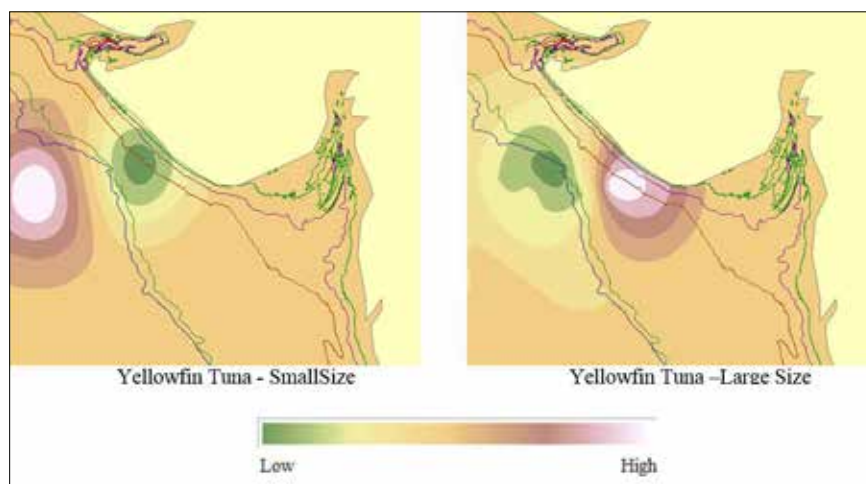 Yellowfin Tuna - SmallSize
Yellowfin Tuna –Large Size
Low
High